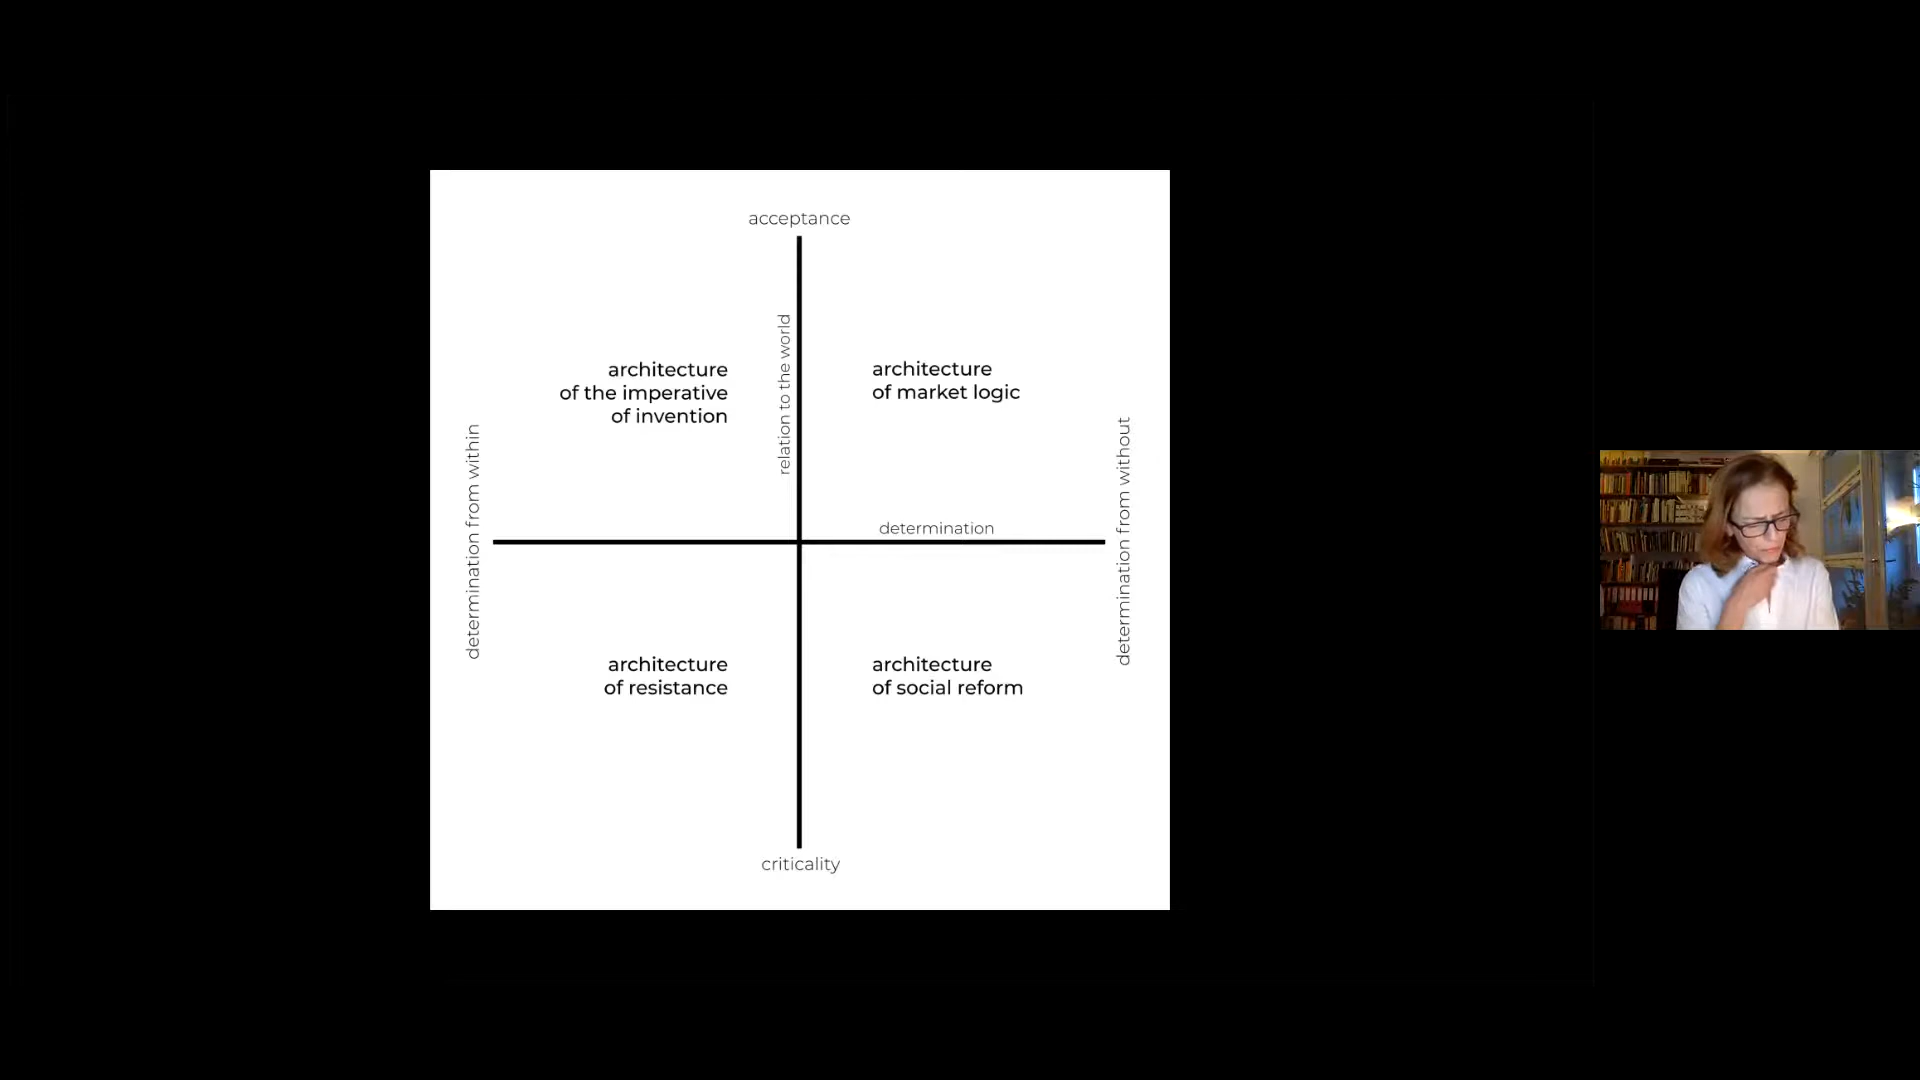 acceptance
relation to the world
architecture
of the imperative
of invention
architecture
of market logic
determination from within
determination
determination from without
architecture
of resistance
architecture
of social reform
criticality